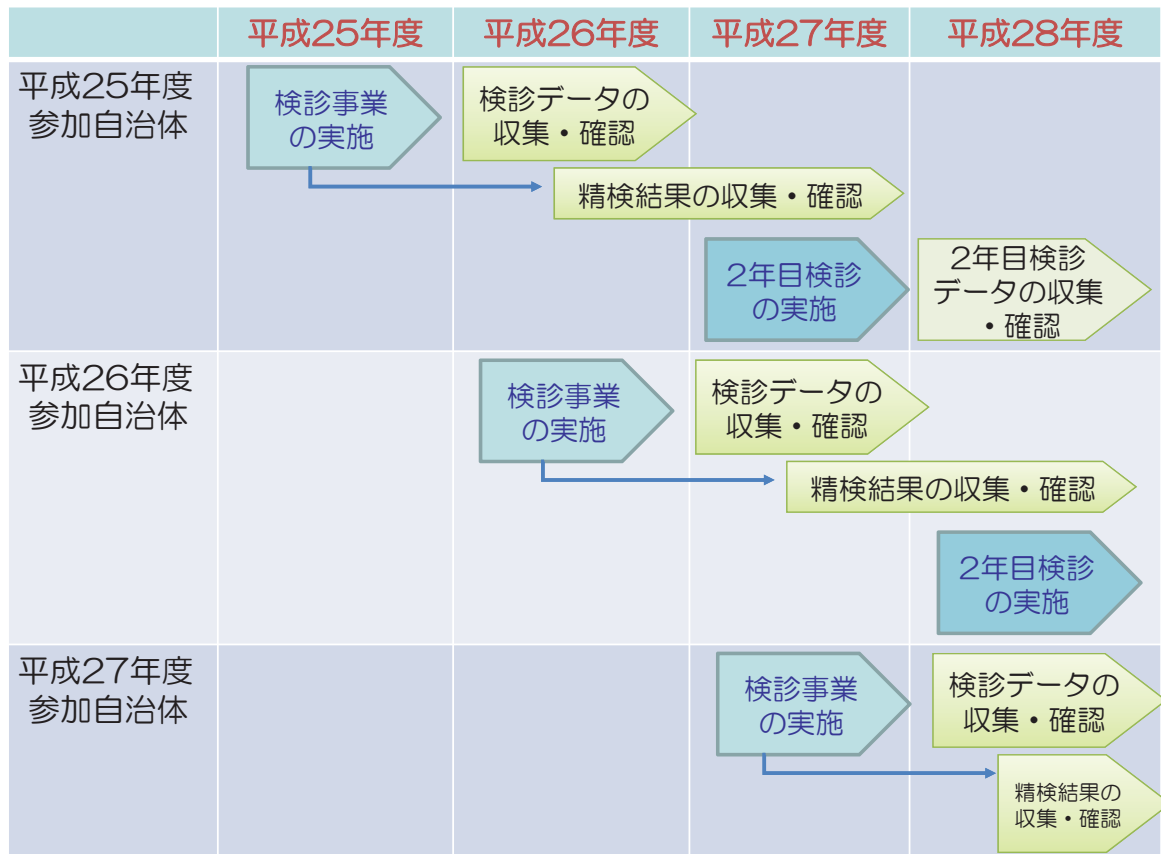 平成25年度
平成26年度
平成27年度
平成28年度
平成25年度
参加自治体
検診事業
の実施
検診データの
収集・確認
精検結果の収集・確認
2年目検診
の実施
2年目検診
データの収集
・確認
平成26年度
参加自治体
検診事業
の実施
検診データの
収集・確認
精検結果の収集・確認
2年目検診
の実施
平成27年度
参加自治体
検診事業
の実施
検診データの
収集・確認
精検結果の
収集・確認